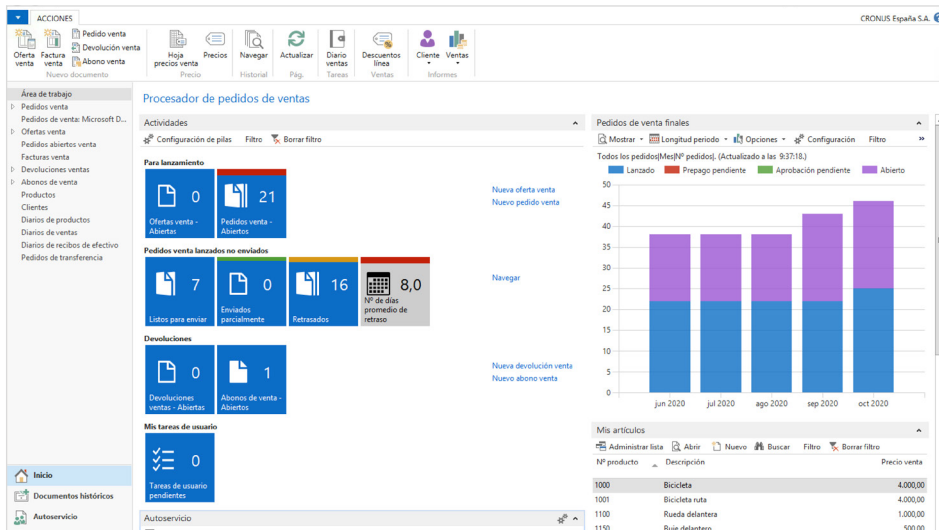 ACCIONES
CRONUS España S.A.
Oferta venta
Factura venta
Pedido venta
Devolución venta
Abono venta
Hoja precios venta
Precios
Navegar
Actualizar
Diario ventas
Descuentos línea
Cliente
Ventas
Nuevo documento
Precio
Historial
Pág.
Tareas
Ventas
Informes
Área de trabajo
Pedidos venta
Pedidos de venta: Microsoft D...
Ofertas venta
Pedidos abiertos venta
Facturas venta
Devoluciones ventas
Abonos de venta
Productos
Clientes
Diarios de productos
Diarios de ventas
Diarios de recibos de efectivo
Pedidos de transferencia
Inicio
Documentos históricos
Autoservicio
Procesador de pedidos de ventas
Actividades
Configuración de pilas Filtro Borrar filtro
Para lanzamiento
0
Ofertas venta -
Abiertas
21
Pedidos venta -
Abiertos
Nueva oferta venta
Nuevo pedido venta
Pedidos venta lanzados no enviados
7
Listos para enviar
0
Enviados
parcialmente
16
Retrasados
8,0
Nº de días
promedio de
retraso
Navegar
Devoluciones
0
Devoluciones
ventas - Abiertas
1
Abonos de venta -
Abiertos
Nueva devolución venta
Nuevo abono venta
Mis tareas de usuario
0
Tareas de usuario
pendientes
Autoservicio
Pedidos de venta finales
Mostrar Longitud periodo Opciones Configuración Filtro »
Todos los pedidos|Mes|Nº pedidos|. (Actualizado a las 9:37:18.)
Lanzado Prepago pendiente Aprobación pendiente Abierto
50
45
40
35
30
25
20
15
10
5
0
jun 2020 jul 2020 ago 2020 sep 2020 oct 2020
Mis artículos
Administrar lista Abrir Nuevo Buscar Filtro Borrar filtro
Nº producto Descripción Precio venta
1000 Bicicleta 4.000,00
1001 Bicicleta ruta 4.000,00
1100 Rueda delantera 1.000,00
1150 Buje delantero 500,00